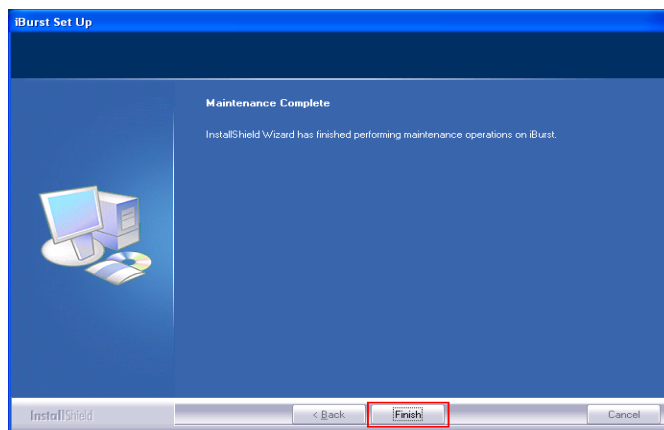 iBurst Set Up
Maintenance Complete
InstallShield Wizard has finished performing maintenance operations on iBurst.
InstallShield
< Back
Finish
Cancel